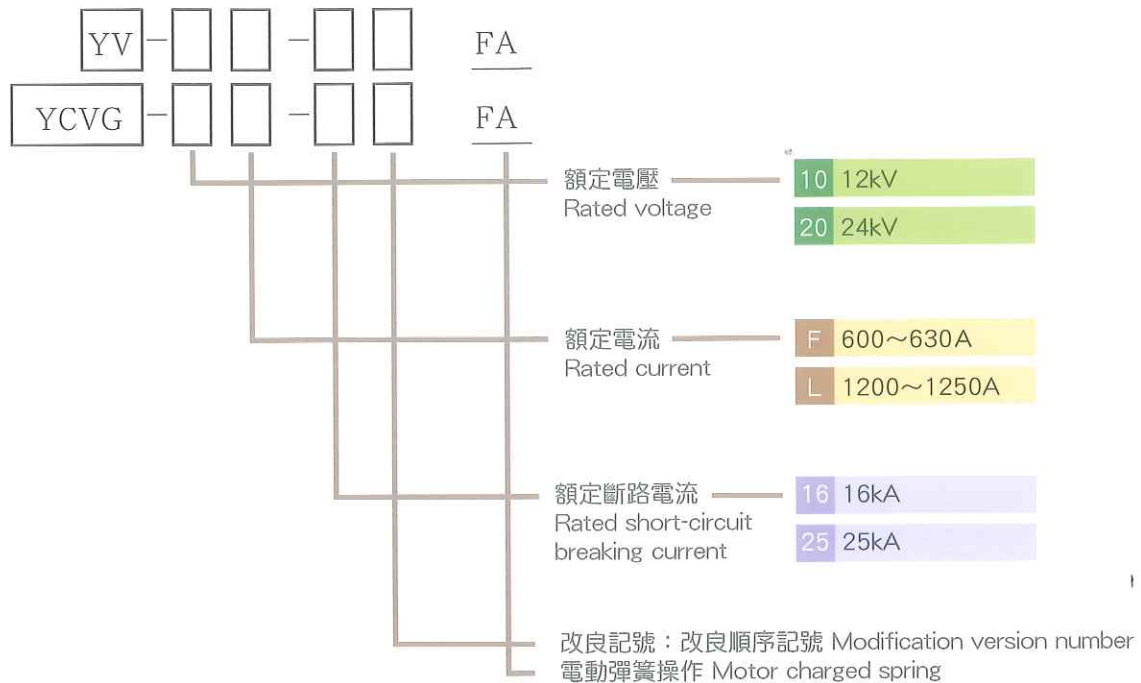 YV - □ □ - □ □ FA
YCVG - □ □ - □ □ FA
額定電壓
Rated voltage
10 12kV
20 24kV
額定電流
Rated current
F 600～630A
L 1200～1250A
額定斷路電流
Rated short-circuit
breaking current
16 16kA
25 25kA
改良記號：改良順序記號 Modification version number
電動彈簧操作 Motor charged spring